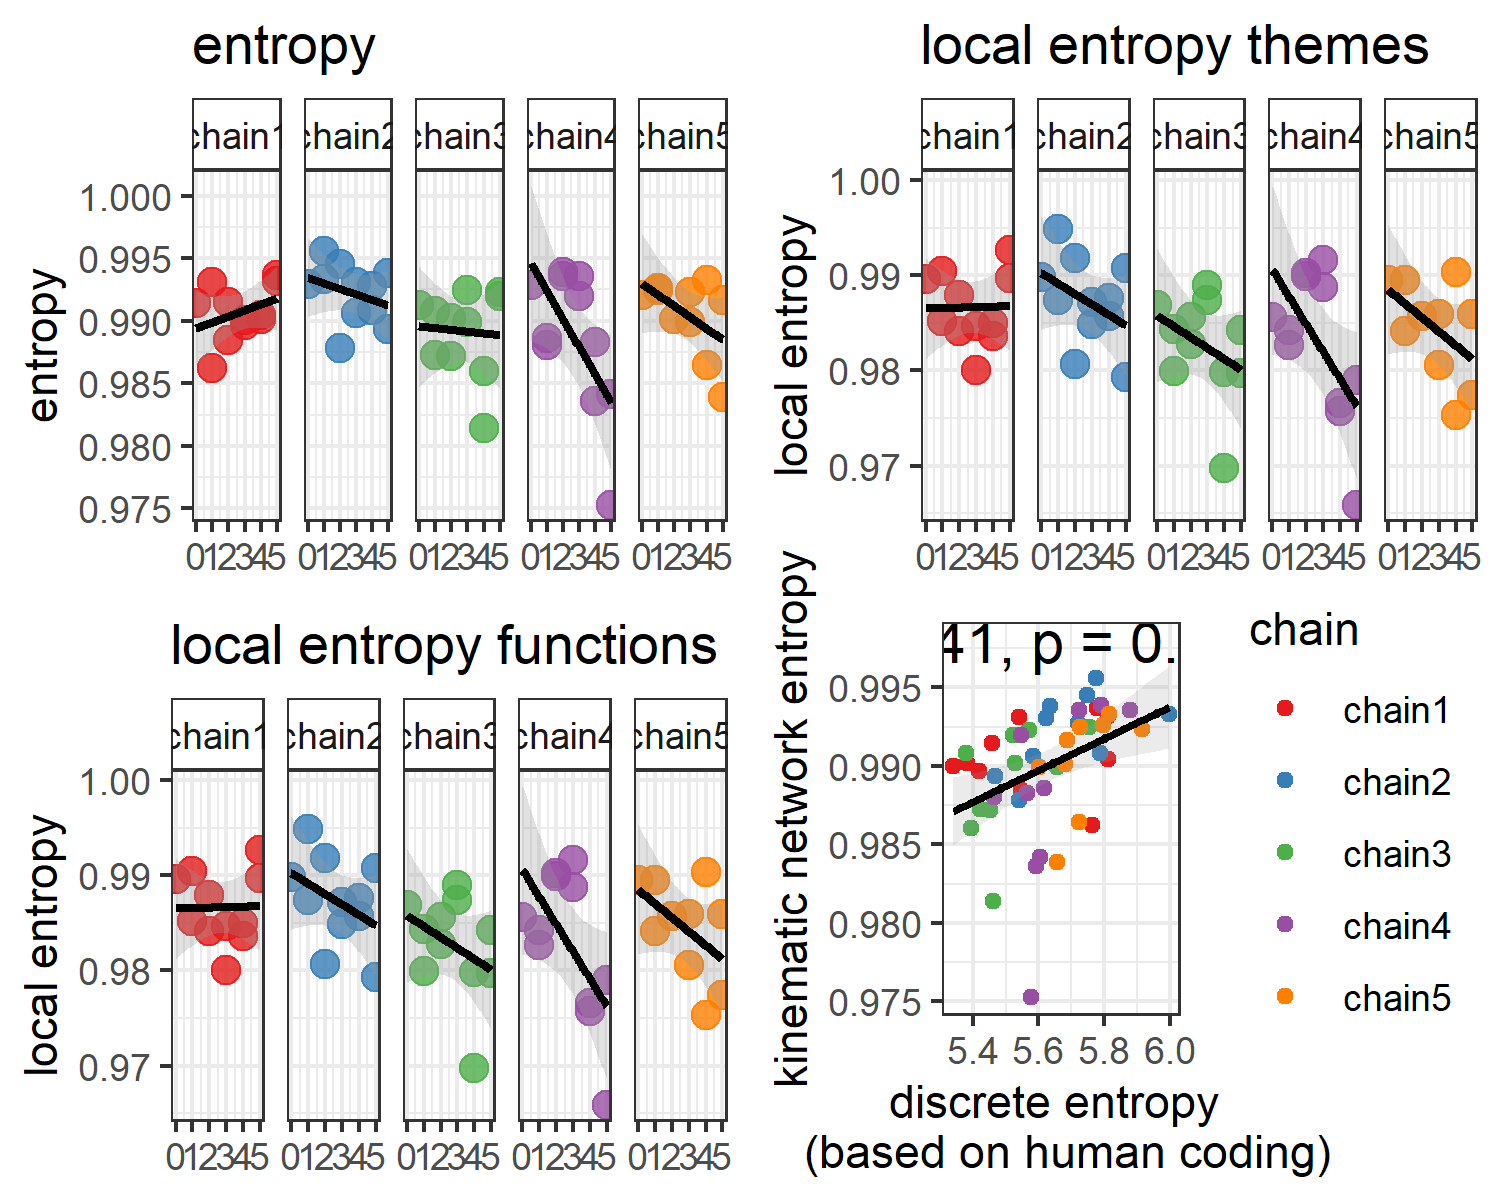 entropy
chain1 chain2 chain3 chain4 chain5
1.000
0.995
0.990
0.985
0.980
0.975
entropy
012345 012345 012345 012345 012345
local entropy themes
chain1 chain2 chain3 chain4 chain5
1.00
0.99
0.98
0.97
local entropy
012345 012345 012345 012345 012345
local entropy functions
chain1 chain2 chain3 chain4 chain5
1.00
0.99
0.98
0.97
local entropy
012345 012345 012345 012345 012345
41, p = 0.
0.995
0.990
0.985
0.980
0.975
kinematic network entropy
5.4 5.6 5.8 6.0
discrete entropy
(based on human coding)
chain
chain1
chain2
chain3
chain4
chain5